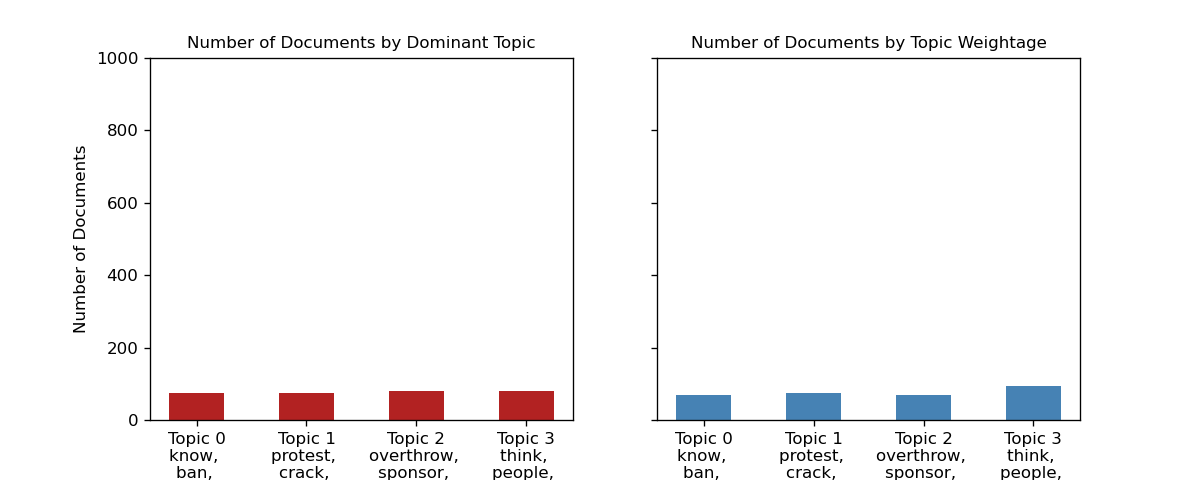 Number of Documents by Dominant Topic
Number of Documents
1000
800
600
400
200
0
Topic 0
know,
ban,
Topic 1
protest,
crack,
Topic 2
overthrow,
sponsor,
Topic 3
think,
people,
Number of Documents by Topic Weightage
Topic 0
know,
ban,
Topic 1
protest,
crack,
Topic 2
overthrow,
sponsor,
Topic 3
think,
people,